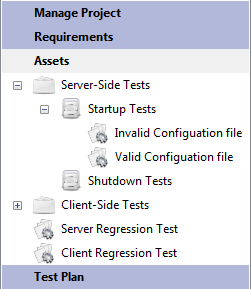 Manage Project
Requirements
Assets
Server-Side Tests
Startup Tests
Invalid Configuation file
Valid Configuation file
Shutdown Tests
Client-Side Tests
Server Regression Test
Client Regression Test
Test Plan